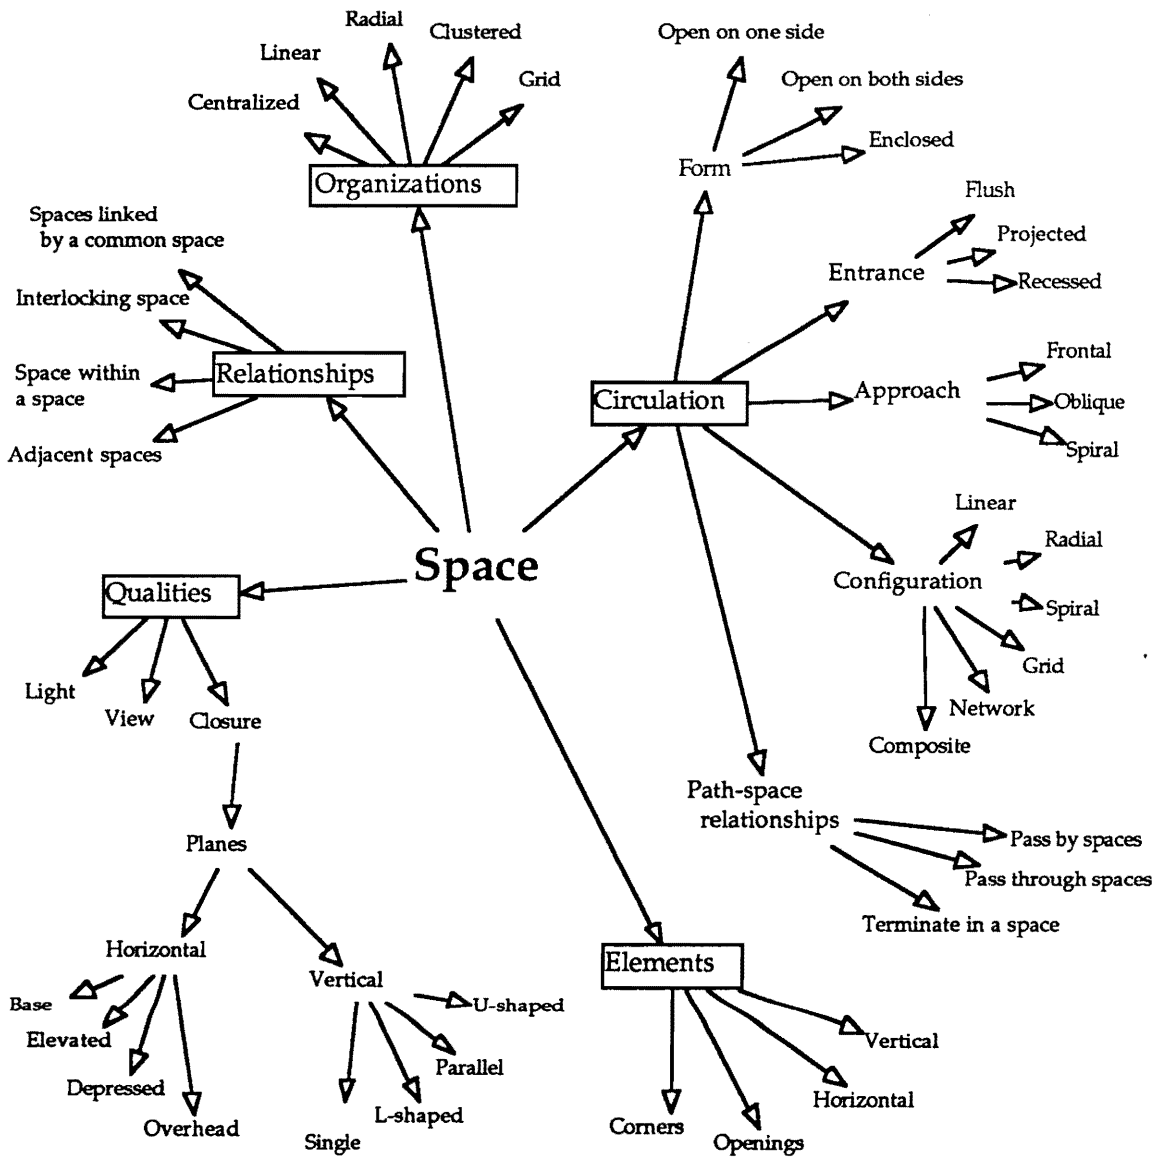 Radial
Clustered
Linear
Grid
Centralized
Organizations
Open on one side
Open on both sides
Enclosed
Form
Flush
Projected
Entrance
Recessed
Spaces linked
by a common space
Interlocking space
Space within
a space
Relationships
Adjacent spaces
Circulation
Approach
Frontal
Oblique
Spiral
Space
Linear
Radial
Configuration
Spiral
Grid
Network
Composite
Qualities
Light
View
Closure
Planes
Path-space
relationships
Pass by spaces
Pass through spaces
Terminate in a space
Horizontal
Base
Elevated
Depressed
Overhead
Vertical
U-shaped
Parallel
L-shaped
Single
Elements
Vertical
Horizontal
Corners
Openings